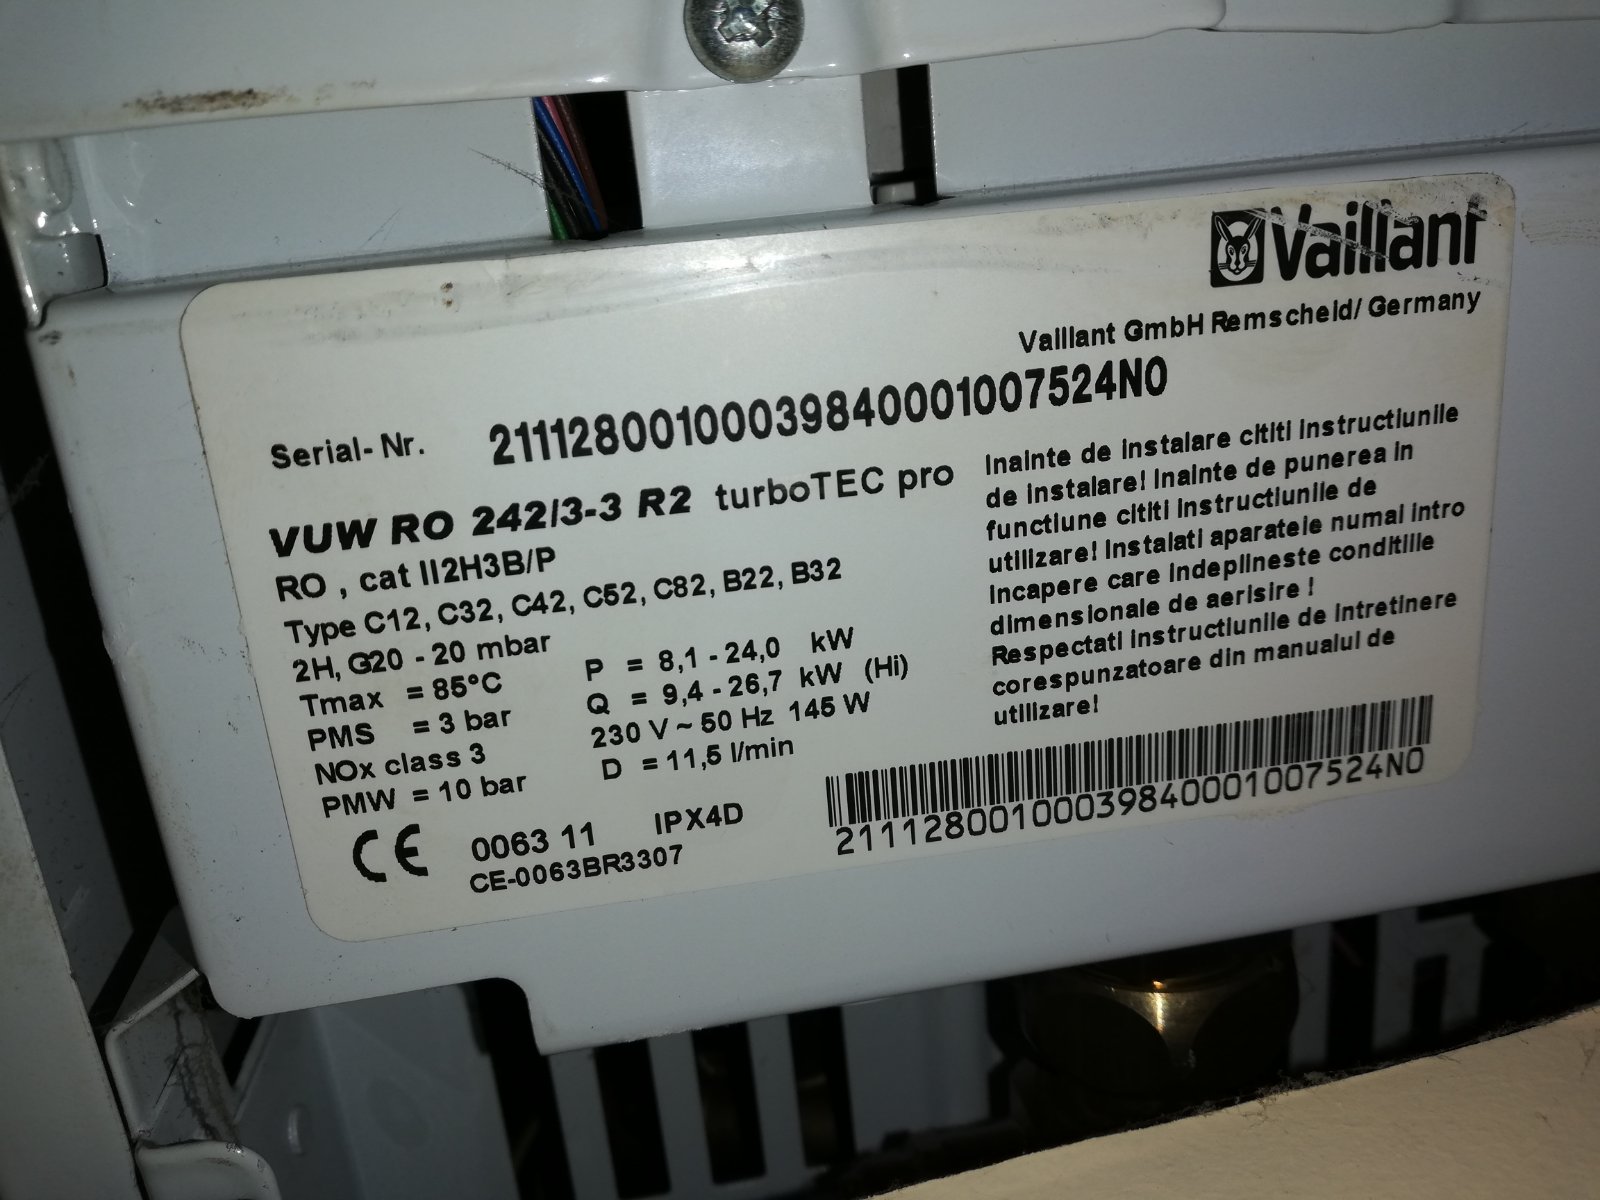 Vaillant
Vaillant GmbH Remscheid/ Germany
Serial-Nr. 21112800100039840001007524N0
VUW RO 242/3-3 R2 turboTEC pro
RO , cat II2H3B/P
Type C12, C32, C42, C52, C82, B22, B32
2H, G20 - 20 mbar
Tmax = 85°C
PMS = 3 bar
NOx class 3
PMW = 10 bar
P = 8,1 - 24,0 kW
Q = 9,4 - 26,7 kW (Hi)
230 V ~ 50 Hz 145 W
D = 11,5 l/min
Inainte de instalare cititi instructiunile
de instalare! Inainte de punerea in
functiune cititi instructiunile de
utilizare! Instalati aparatele numai intro
incapere care indeplineste conditiile
dimensionale de aerisire !
Respectati instructiunile de intretinere
corespunzatoare din manualul de
utilizare!
CE 0063 11 IPX4D
CE-0063BR3307
21112800100039840001007524N0